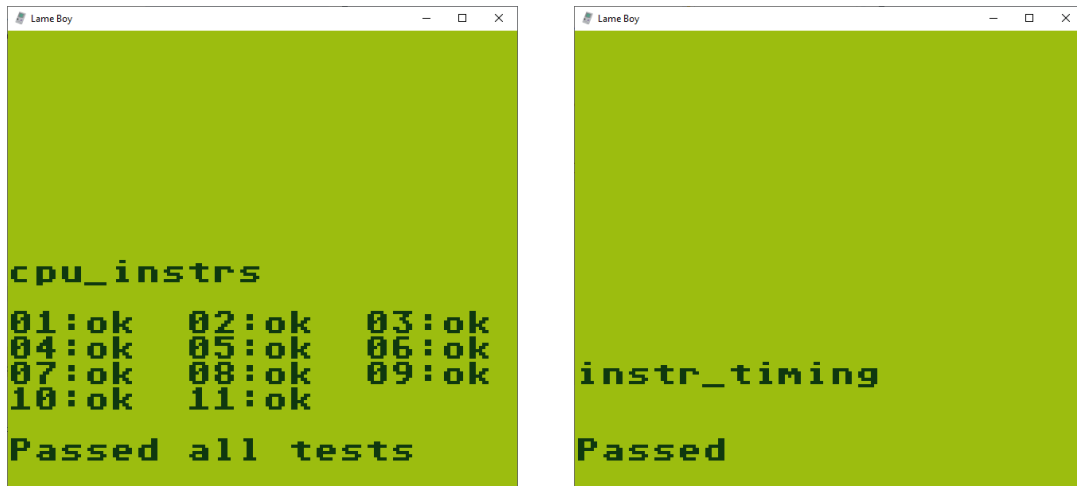 Lame Boy
cpu_instrs
01:ok 02:ok 03:ok
04:ok 05:ok 06:ok
07:ok 08:ok 09:ok
10:ok 11:ok
Passed all tests
Lame Boy
instr_timing
Passed